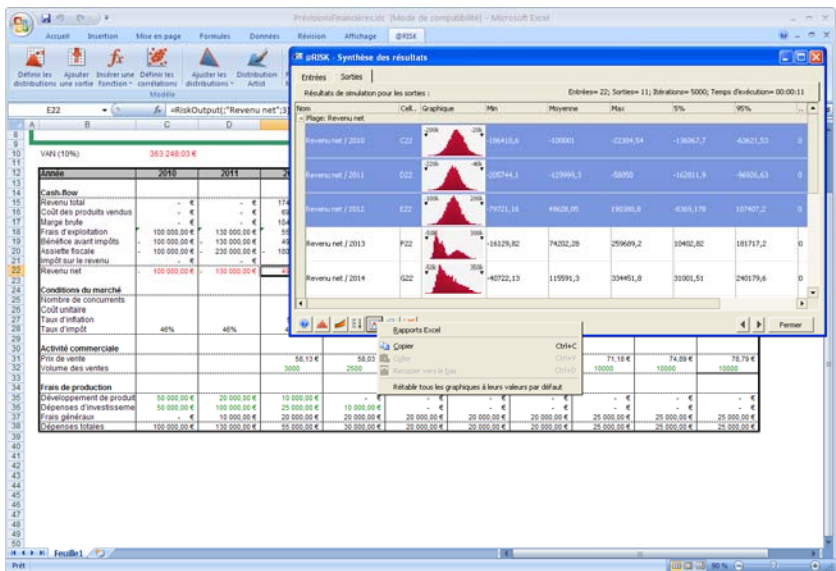 PrévisionsFinancières.xls [Mode de compatibilité] - Microsoft Excel
Accueil Insertion Mise en page Formules Données Révision Affichage @RISK
Définir les distributions Ajouter une sortie Insérer une Fonction Définir les corrélations Ajuster les distributions Distribution Artist
Modèle
E22 =RiskOutput(;"Revenu net";3)
@RISK - Synthèse des résultats
Entrées Sorties
Résultats de simulation pour les sorties : Entrées= 22; Sorties= 11; Itérations= 5000; Temps d'exécution= 00:00:11
Nom Cell.. Graphique Min Moyenne Max 5% 95%
Plage: Revenu net
Revenu net / 2010 C22 -100001 -22304,54 -63621,53 0
Revenu net / 2011 D22 -205744,1 -129999,3 -58050 -162811,9 -96926,63 0
Revenu net / 2012 E22 -79721,16 49628,05 190380,8 -8369,178 107407,2 0
Revenu net / 2013 F22 -16129,82 74202,28 259689,2 10402,82 181717,2 0
Revenu net / 2014 G22 -40722,13 115591,3 334451,8 31001,51 240179,6 0
Fermer
Rapports Excel
Copier Ctrl+C
Coller Ctrl+V
Recopier vers le bas Ctrl+D
Rétablir tous les graphiques à leurs valeurs par défaut
A B C D
VAN (10%) 353 248,03 €
Année 2010 2011
Cash-flow
Revenu total - € - €
Coût des produits vendus - € - €
Marge brute - € - €
Frais d'exploitation 100 000,00 € 130 000,00 €
Bénéfice avant impôts - 100 000,00 € - 130 000,00 €
Assiette fiscale - 100 000,00 € - 230 000,00 €
Impôt sur le revenu - € - €
Revenu net - 100 000,00 € - 130 000,00 €
Conditions du marché
Nombre de concurrents
Coût unitaire
Taux d'inflation
Taux d'impôt 46% 46%
Activité commerciale
Prix de vente 58,13 € 58,03 71,18 € 74,89 € 78,79 €
Volume des ventes 3000 2500 10000 10000 10000
Frais de production
Développement de produit 50 000,00 € 20 000,00 € 10 000,00 € - € - € - € - € - €
Dépenses d'investisseme 50 000,00 € 100 000,00 € 25 000,00 € 10 000,00 € - € - € - € - €
Frais généraux - € 10 000,00 € 20 000,00 € 20 000,00 € 20 000,00 € 20 000,00 € 25 000,00 € 25 000,00 € 25 000,00 €
Dépenses totales 100 000,00 € 130 000,00 € 55 000,00 € 30 000,00 € 20 000,00 € 20 000,00 € 25 000,00 € 25 000,00 € 25 000,00 €
Feuille1
Prêt 90 %